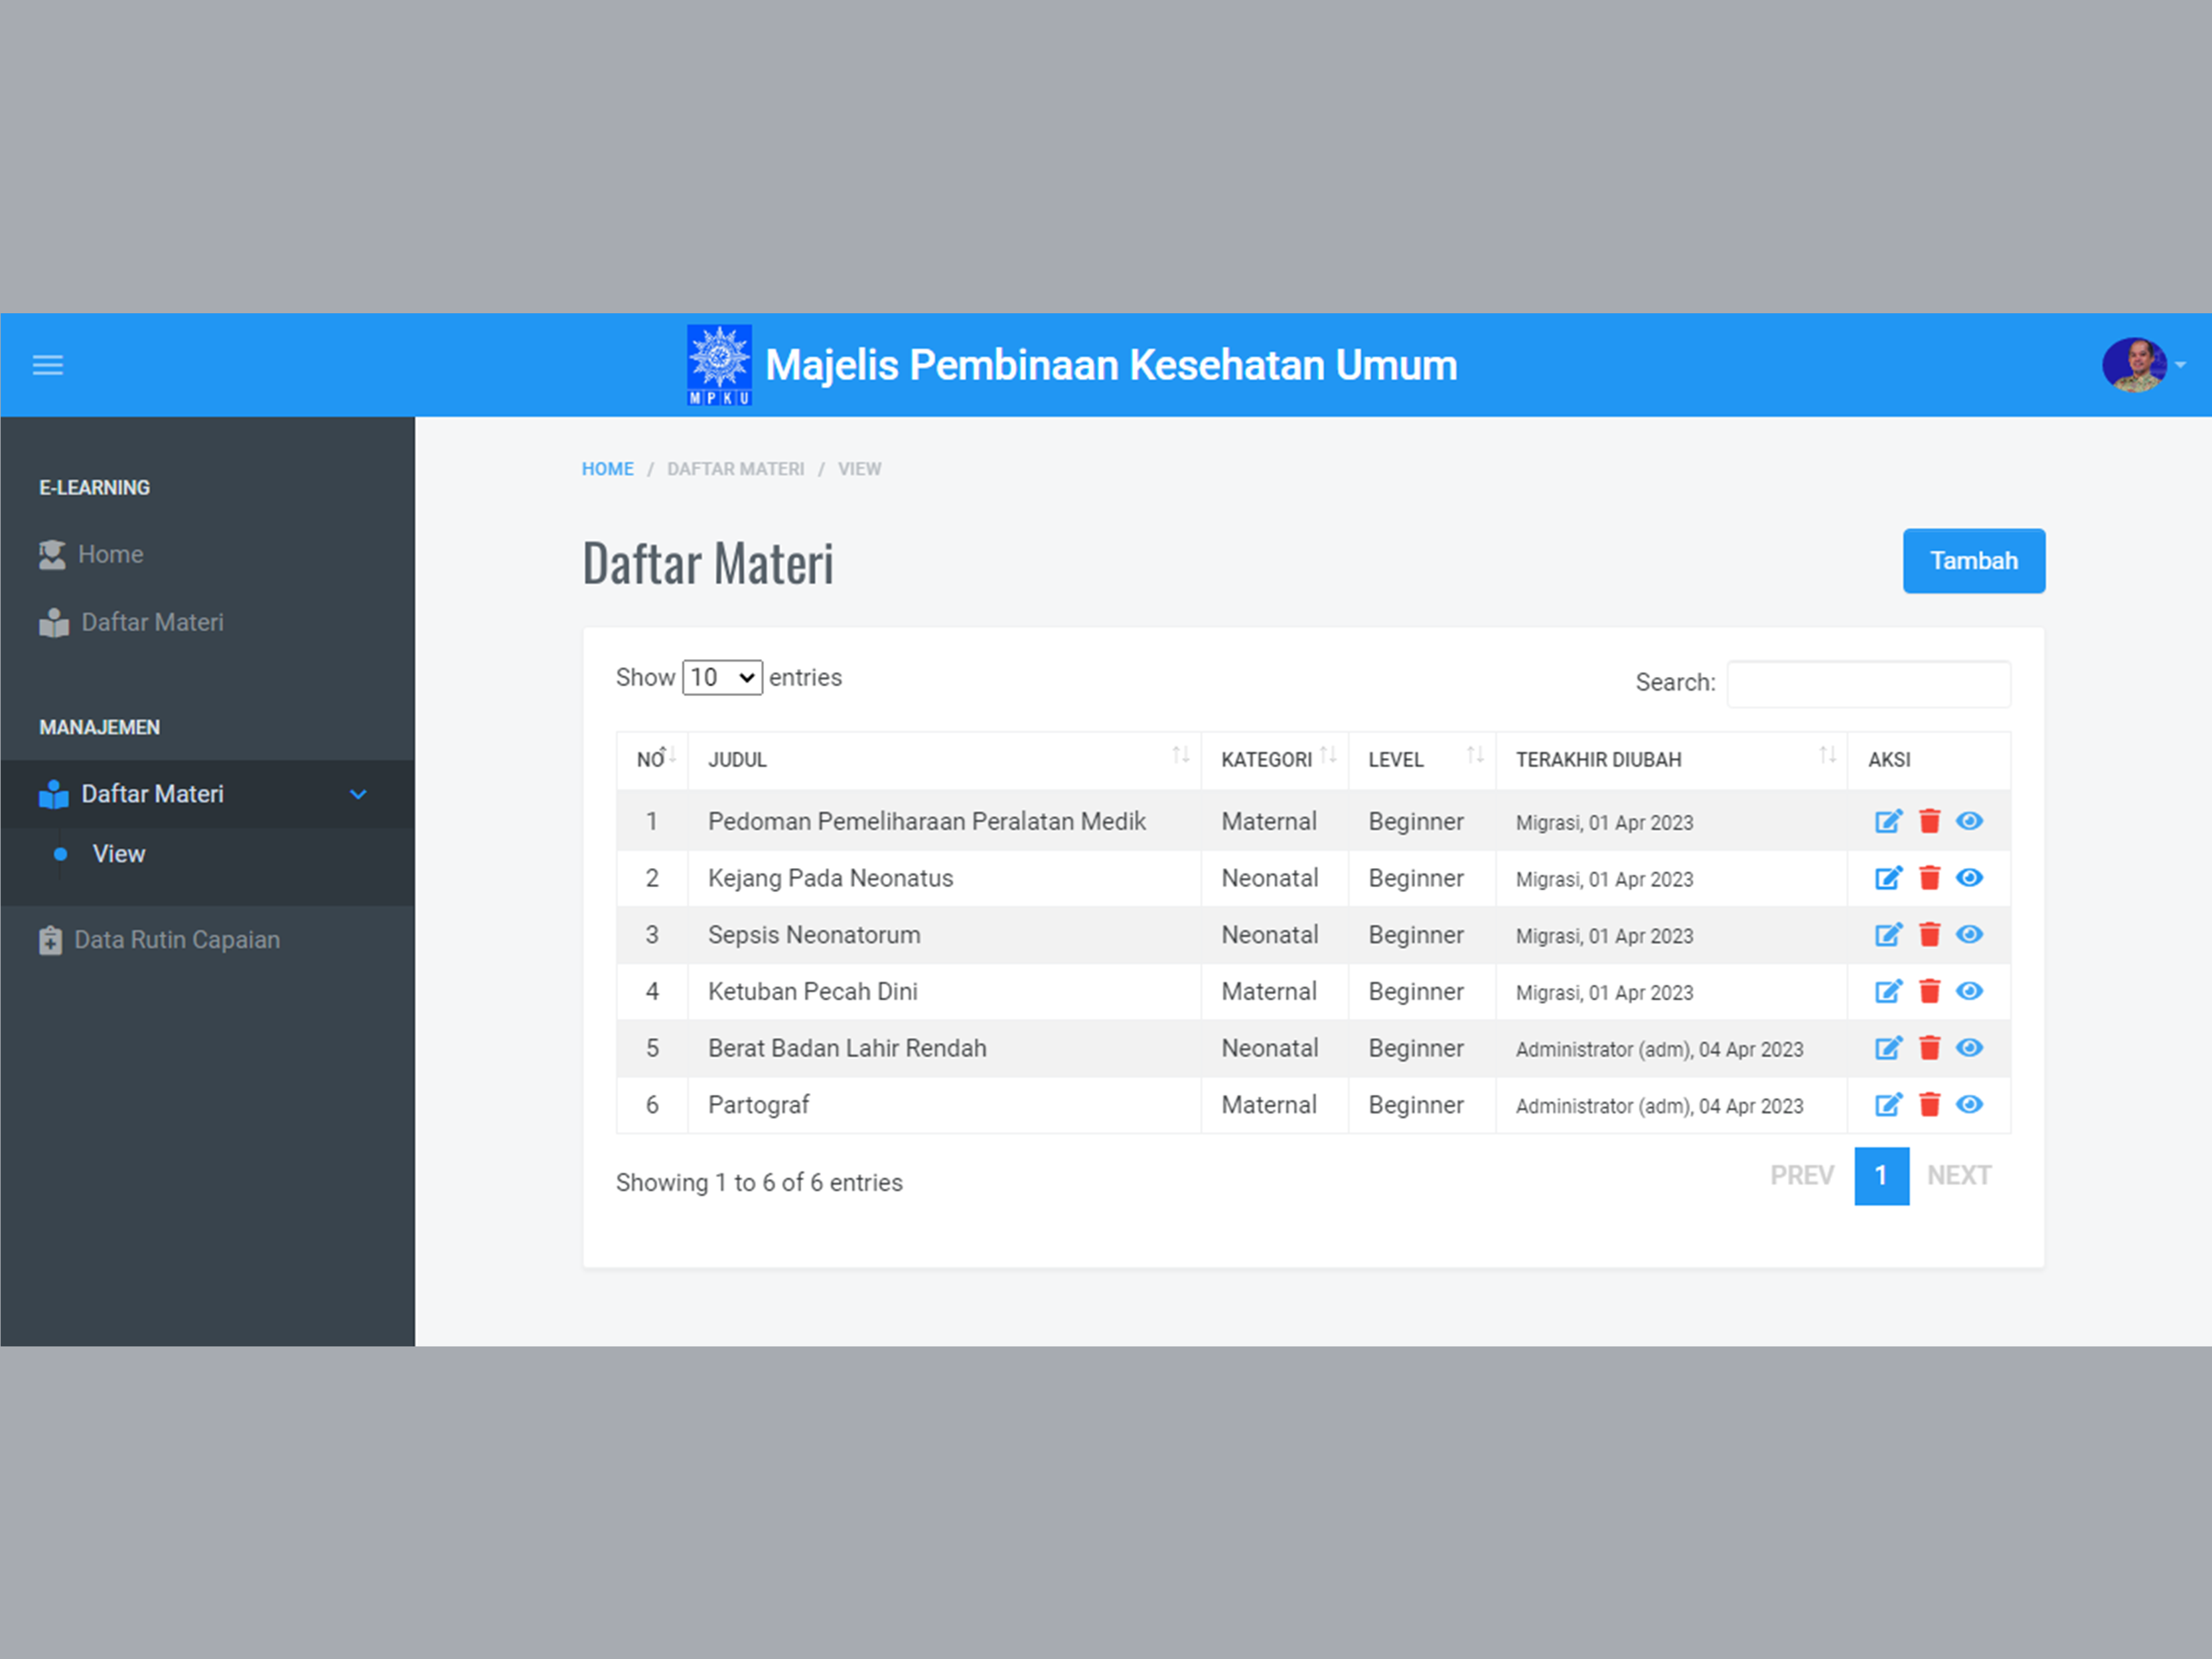 MPKU
Majelis Pembinaan Kesehatan Umum
E-LEARNING
Home
Daftar Materi
MANAJEMEN
Daftar Materi
View
Data Rutin Capaian
HOME / DAFTAR MATERI / VIEW
Daftar Materi
Tambah
Show 10 entries
Search:
NO JUDUL KATEGORI LEVEL TERAKHIR DIUBAH AKSI
1 Pedoman Pemeliharaan Peralatan Medik Maternal Beginner Migrasi, 01 Apr 2023
2 Kejang Pada Neonatus Neonatal Beginner Migrasi, 01 Apr 2023
3 Sepsis Neonatorum Neonatal Beginner Migrasi, 01 Apr 2023
4 Ketuban Pecah Dini Maternal Beginner Migrasi, 01 Apr 2023
5 Berat Badan Lahir Rendah Neonatal Beginner Administrator (adm), 04 Apr 2023
6 Partograf Maternal Beginner Administrator (adm), 04 Apr 2023
Showing 1 to 6 of 6 entries
PREV 1 NEXT